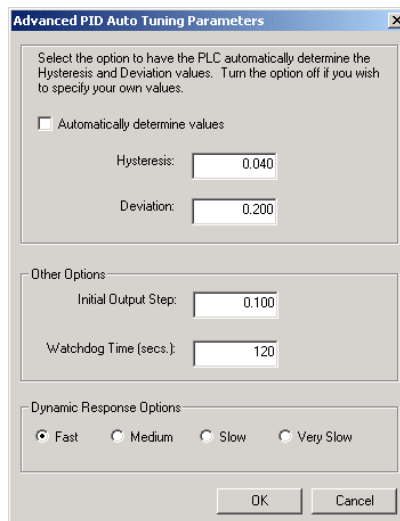 Advanced PID Auto Tuning Parameters
Select the option to have the PLC automatically determine the
Hysteresis and Deviation values. Turn the option off if you wish
to specify your own values.
Automatically determine values
Hysteresis: 0.040
Deviation: 0.200
Other Options
Initial Output Step: 0.100
Watchdog Time (secs.): 120
Dynamic Response Options
Fast Medium Slow Very Slow
OK Cancel